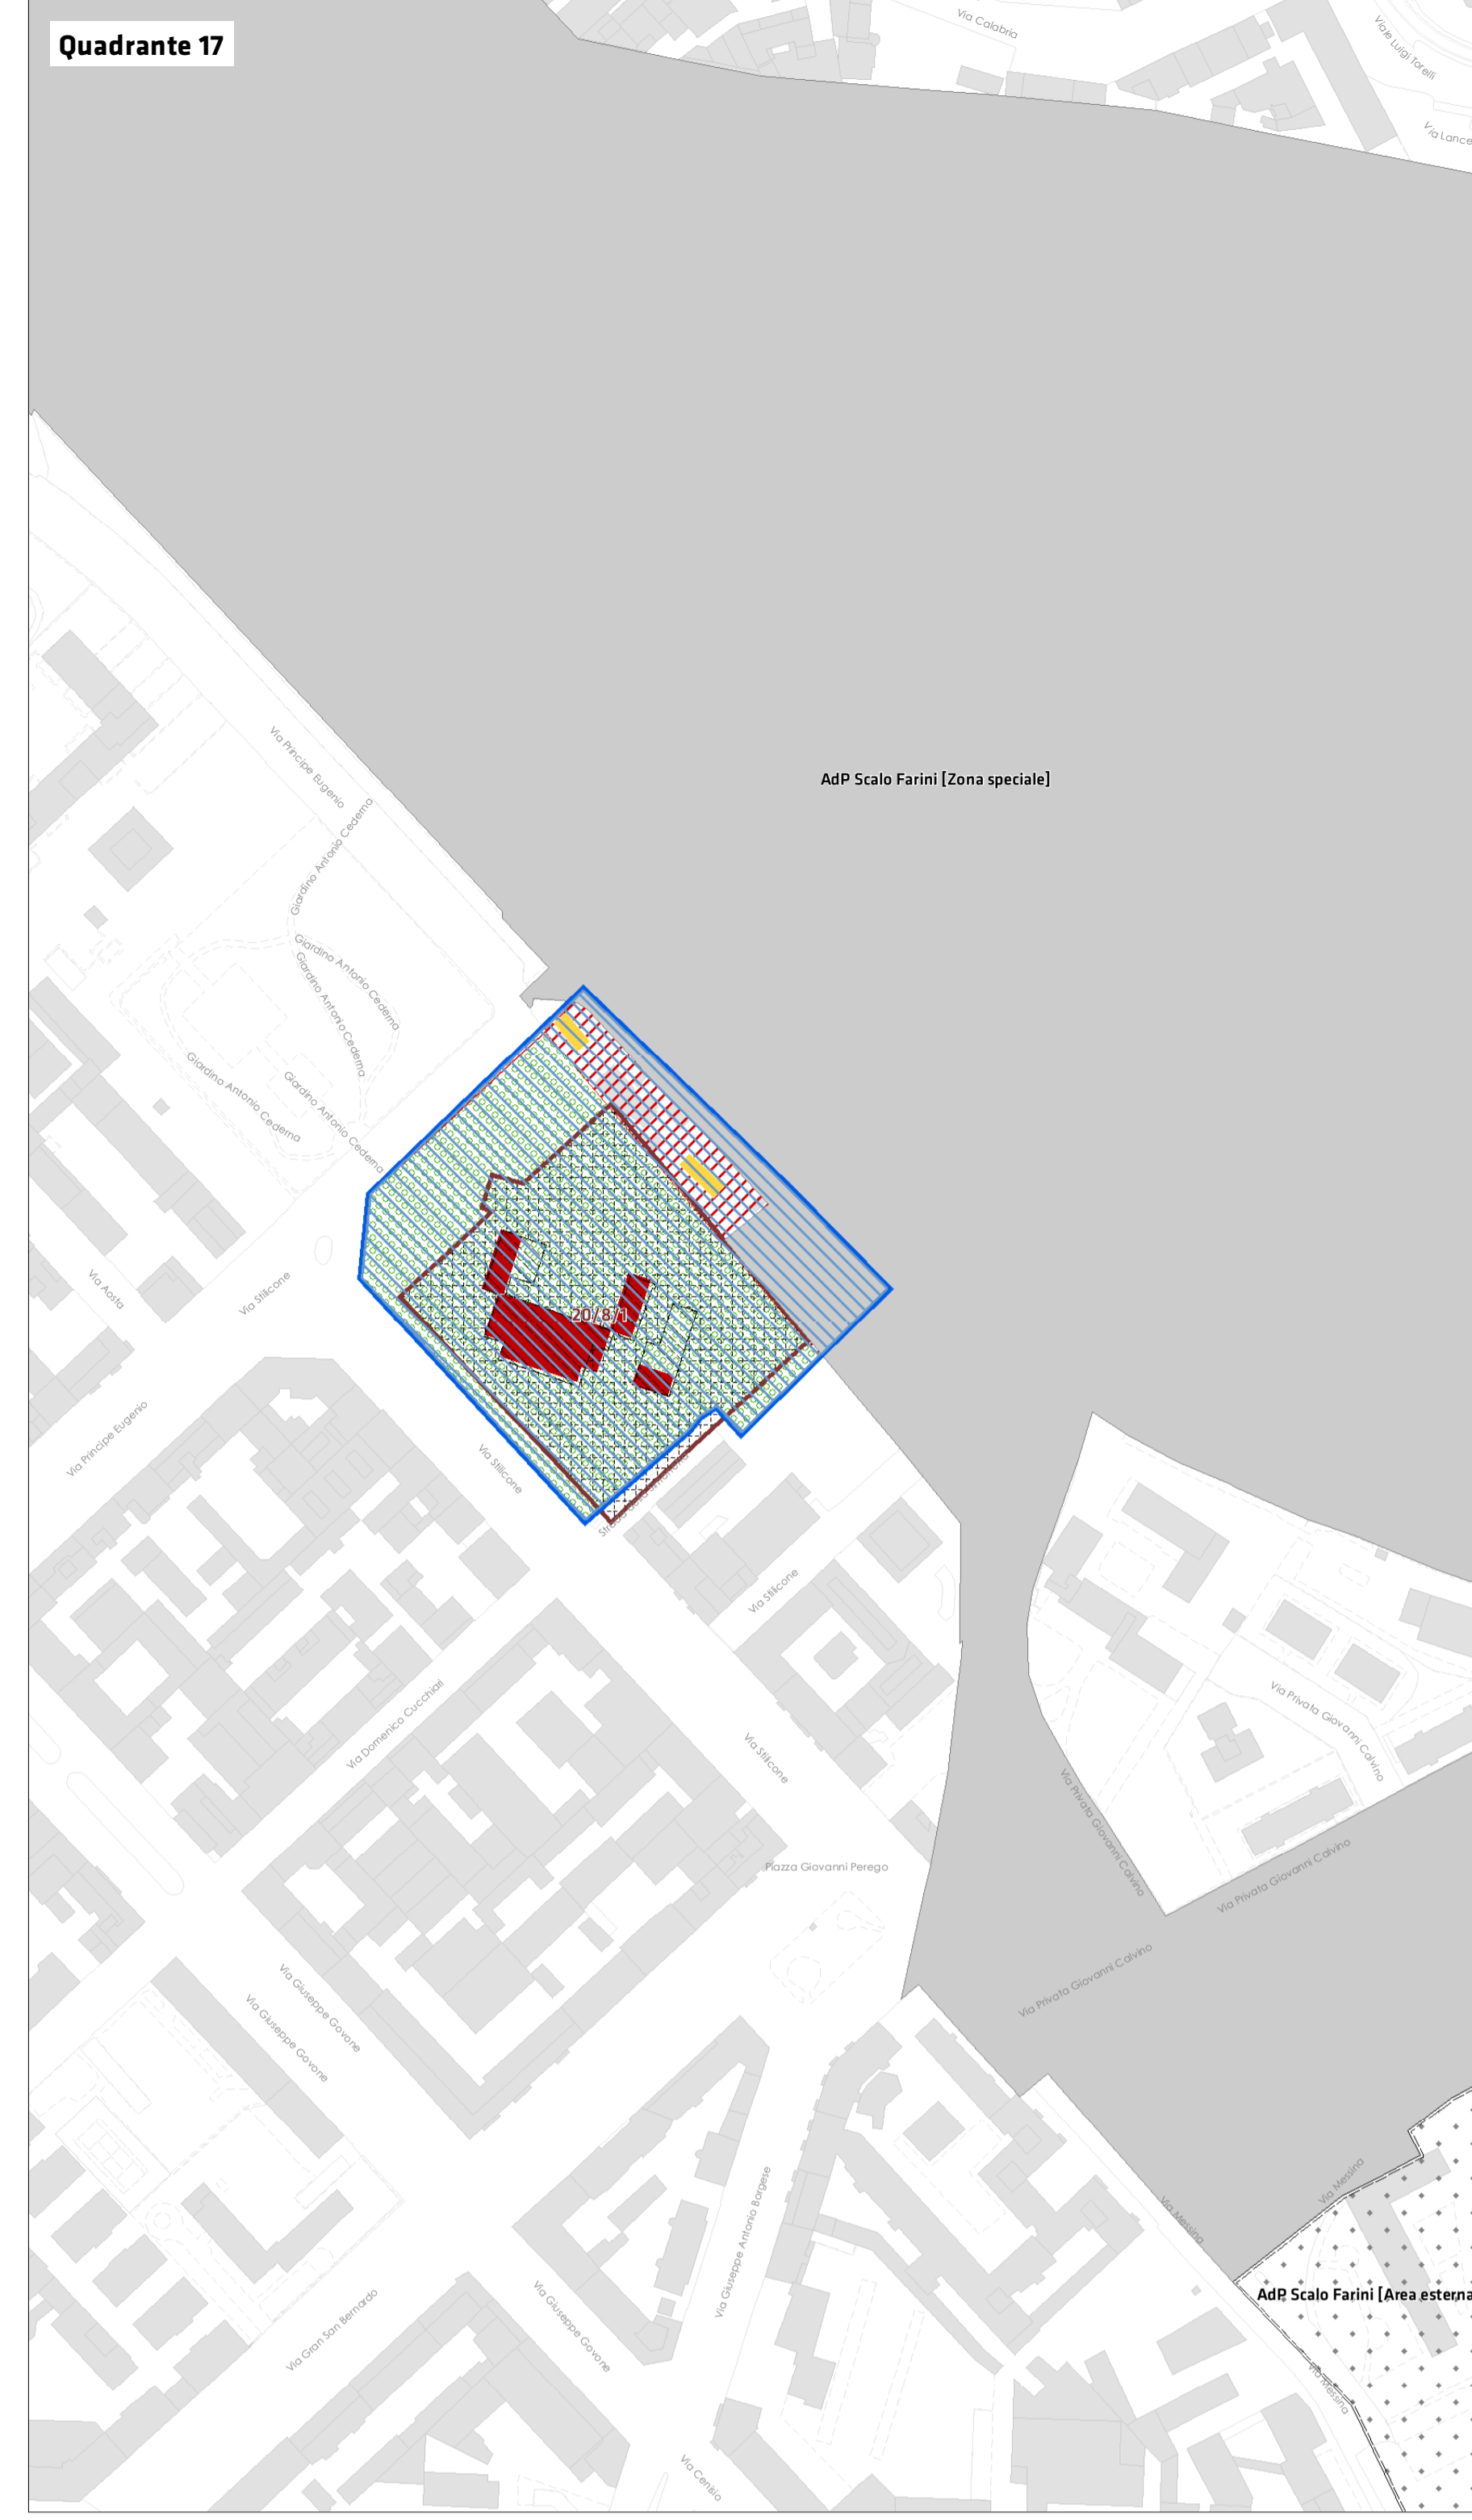 Quadrante 17
Via Calabria
Viale Luigi Torelli
Via Lance
AdP Scalo Farini [Zona speciale]
Via Principe Eugenio
Giardino Antonio Cederna
Giardino Antonio Cederna
Giardino Antonio Cederna
Giardino Antonio Cederna
Giardino Antonio Cederna
Via Aosta
Via Stilicone
20/8/1
Via Principe Eugenio
Via Stilicone
Via Stilicone
Via Domenico Cucchiari
Via Stilicone
Via Privata Giovanni Calvino
Via Privata Giovanni Calvino
Via Privata Giovanni Calvino
Piazza Giovanni Perego
Via Privata Giovanni Calvino
Via Giuseppe Govone
Via Giuseppe Govone
Via Messina
Via Messina
Via Giuseppe Antonio Borgese
AdP Scalo Farini [Area esterna
Via Gran San Bernardo
Via Giuseppe Govone
Via Messina
Via Cenisio